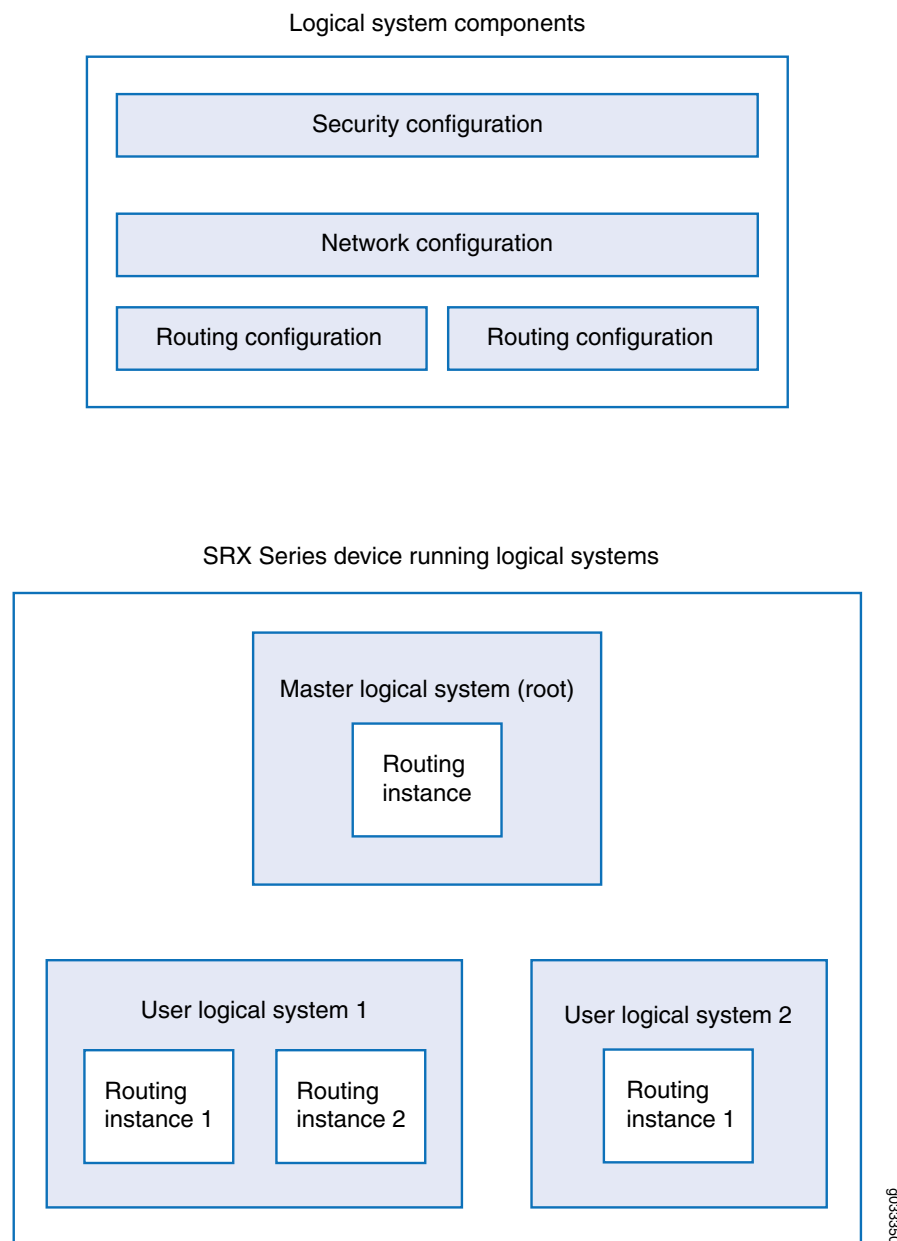 Logical system components
Security configuration
Network configuration
Routing configuration
Routing configuration
SRX Series device running logical systems
Master logical system (root)
Routing
instance
User logical system 1
Routing
instance 1
Routing
instance 2
User logical system 2
Routing
instance 1